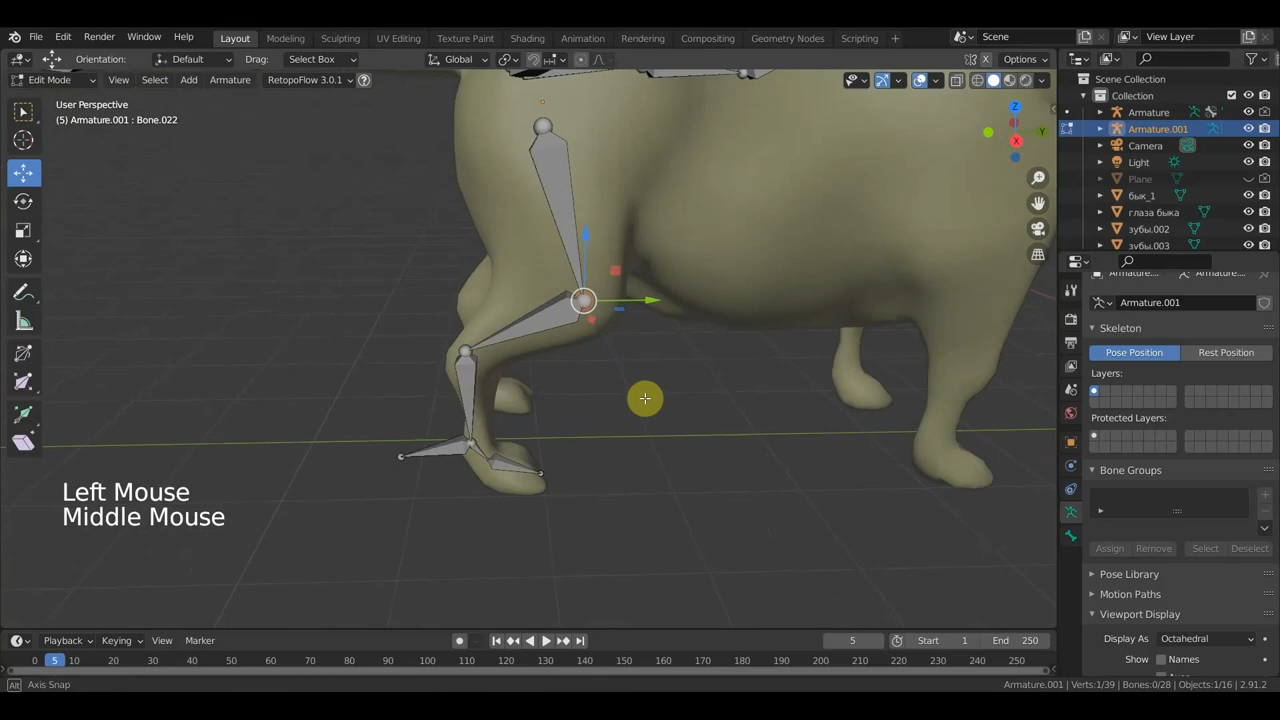 File Edit Render Window Help Layout Modeling Sculpting UV Editing Texture Paint Shading Animation Rendering Compositing Geometry Nodes Scripting + Scene View Layer
Orientation: Default Drag: Select Box Global X Options
Edit Mode View Select Add Armature RetopoFlow 3.0.1
User Perspective
(5) Armature.001 : Bone.022
Z
Y
X
Scene Collection
Collection
Armature
Armature.001
Camera
Light
Plane
бык_1
глаза быка
зубы.002
зубы.003
Armature.... Armature....
Armature.001
Skeleton
Pose Position Rest Position
Layers:
Protected Layers:
Bone Groups
Assign Remove Select Deselect
Pose Library
Motion Paths
Viewport Display
Display As Octahedral
Show Names
Left Mouse
Middle Mouse
Playback Keying View Marker 5 Start 1 End 250
0 5 10 20 30 40 50 60 70 80 90 100 110 120 130 140 150 160 170 180 190 200 210 220 230 240 250
Alt Axis Snap Armature.001 | Verts:1/39 | Bones:0/28 | Objects:1/16 | 2.91.2